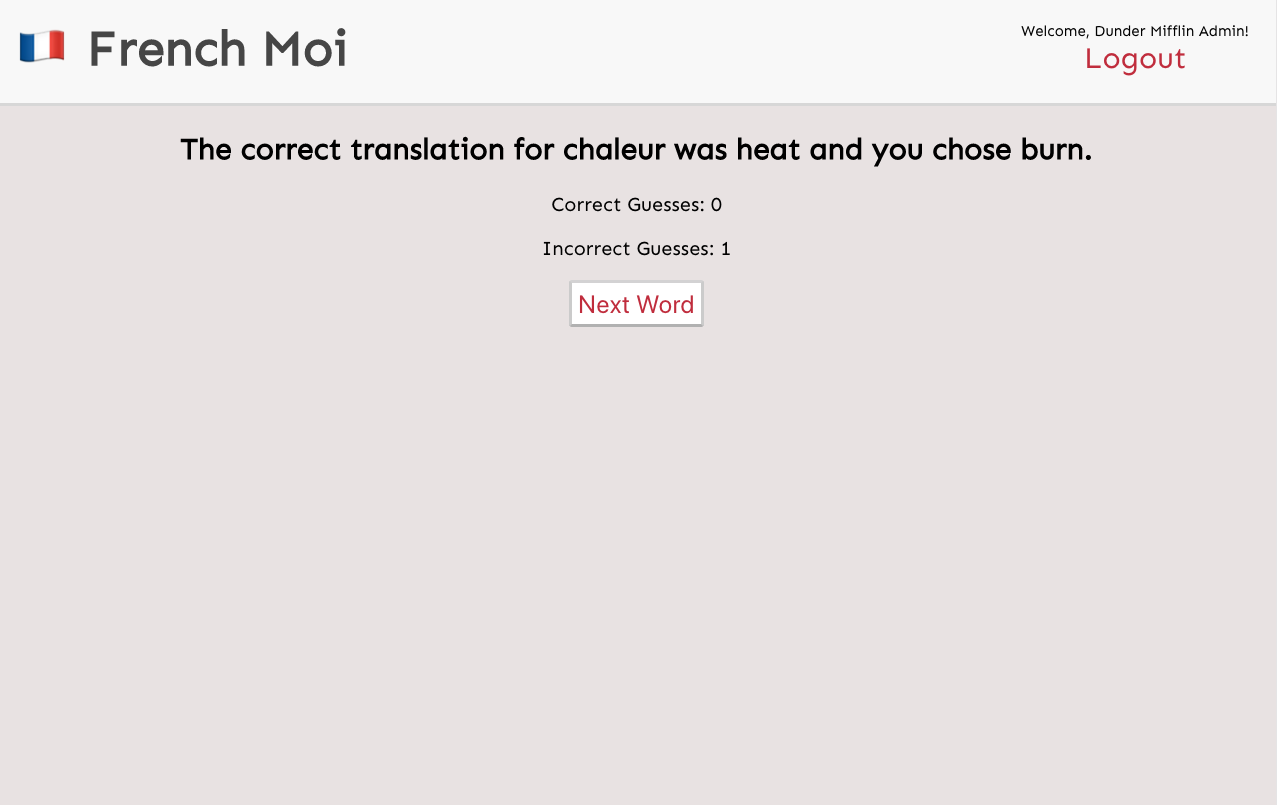 French Moi
Welcome, Dunder Mifflin Admin!
Logout
The correct translation for chaleur was heat and you chose burn.
Correct Guesses: 0
Incorrect Guesses: 1
Next Word